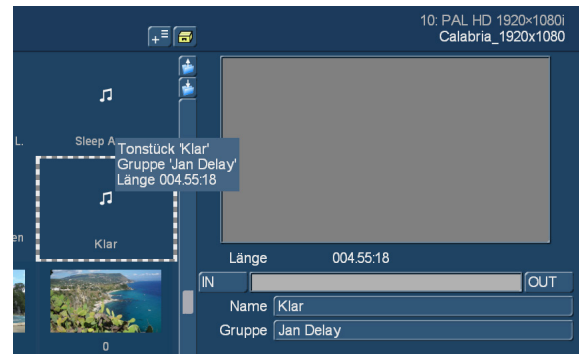 10: PAL HD 1920×1080i
Calabria_1920x1080
L.
Sleep A
Tonstück 'Klar'
Gruppe 'Jan Delay'
Länge 004.55:18
en
Klar
0
Länge 004.55:18
IN OUT
Name Klar
Gruppe Jan Delay